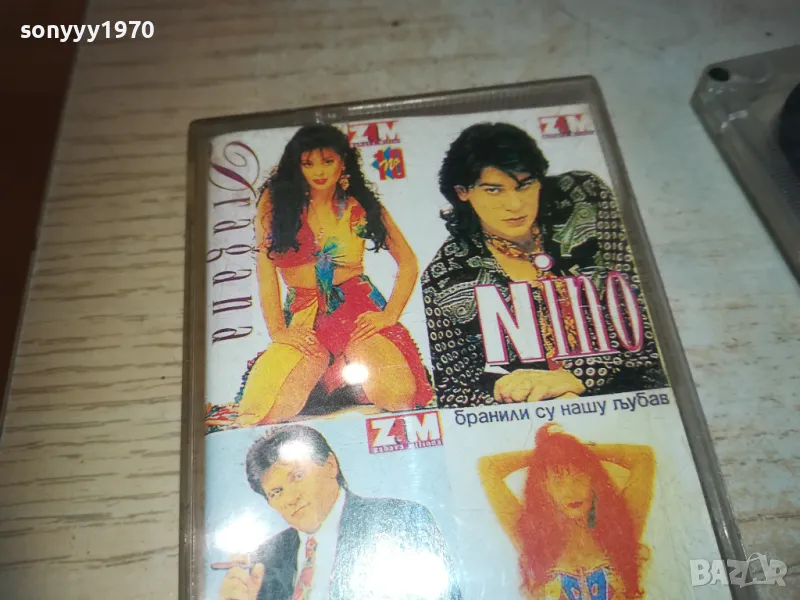 sonyyy1970
Dragana
ZM
ZM
Nino
ZM
бранили су нашу љубав
BAZAR